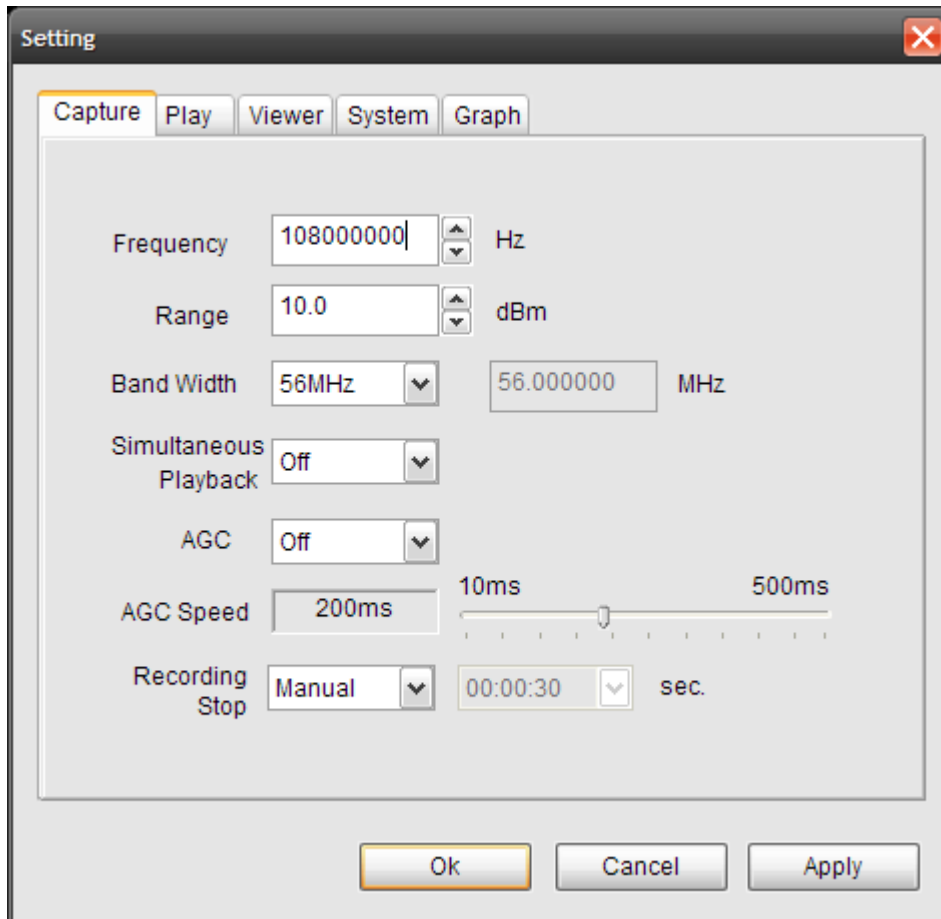 Setting
Capture Play Viewer System Graph
Frequency 108000000 Hz
Range 10.0 dBm
Band Width 56MHz 56.000000 MHz
Simultaneous
Playback Off
AGC Off
10ms 500ms
AGC Speed 200ms
Recording
Stop Manual 00:00:30 sec.
Ok Cancel Apply